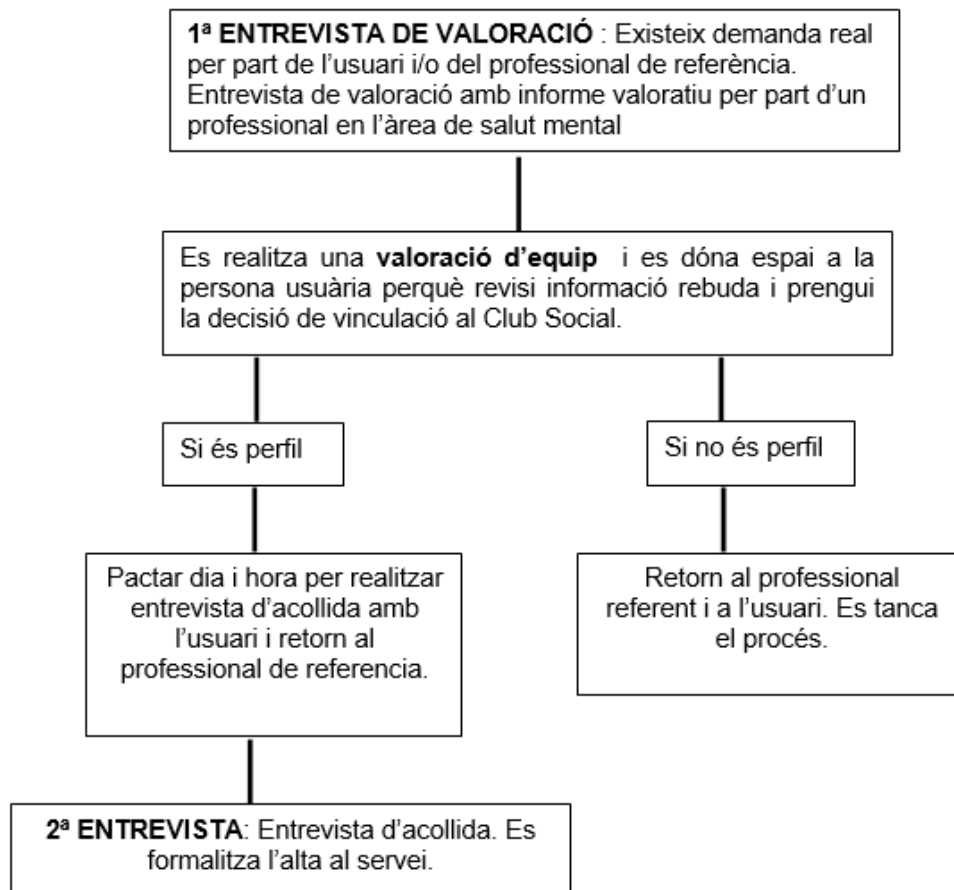 1ª ENTREVISTA DE VALORACIÓ : Existeix demanda real
per part de l’usuari i/o del professional de referència.
Entrevista de valoració amb informe valoratiu per part d’un
professional en l’àrea de salut mental
Es realitza una valoració d’equip i es dóna espai a la
persona usuària perquè revisi informació rebuda i prengui
la decisió de vinculació al Club Social.
Si és perfil
Si no és perfil
Pactar dia i hora per realitzar
entrevista d’acollida amb
l’usuari i retorn al
professional de referencia.
Retorn al professional
referent i a l’usuari. Es tanca
el procés.
2ª ENTREVISTA: Entrevista d’acollida. Es
formalitza l’alta al servei.